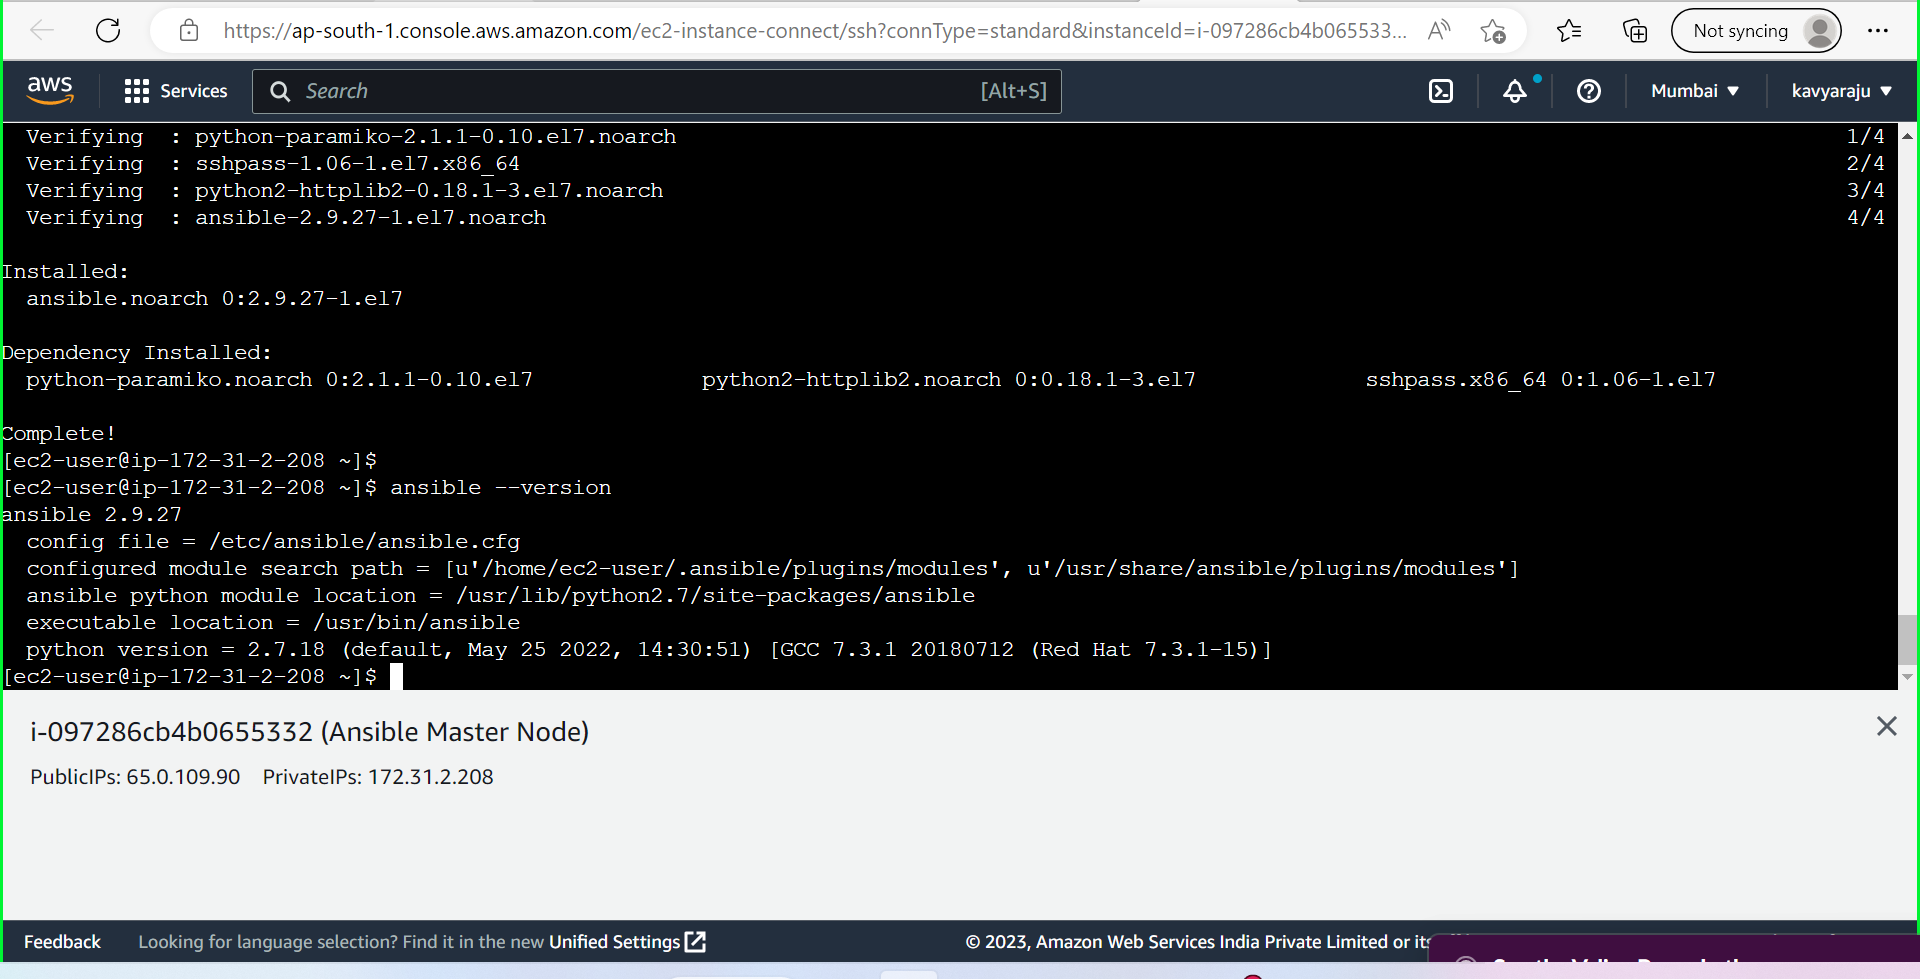 https://ap-south-1.console.aws.amazon.com/ec2-instance-connect/ssh?connType=standard&instanceId=i-097286cb4b065533...
Not syncing
aws
Services
Search
[Alt+S]
Mumbai
kavyaraju
Verifying : python-paramiko-2.1.1-0.10.el7.noarch 1/4
Verifying : sshpass-1.06-1.el7.x86_64 2/4
Verifying : python2-httplib2-0.18.1-3.el7.noarch 3/4
Verifying : ansible-2.9.27-1.el7.noarch 4/4
Installed:
ansible.noarch 0:2.9.27-1.el7
Dependency Installed:
python-paramiko.noarch 0:2.1.1-0.10.el7 python2-httplib2.noarch 0:0.18.1-3.el7 sshpass.x86_64 0:1.06-1.el7
Complete!
[ec2-user@ip-172-31-2-208 ~]$
[ec2-user@ip-172-31-2-208 ~]$ ansible --version
ansible 2.9.27
config file = /etc/ansible/ansible.cfg
configured module search path = [u'/home/ec2-user/.ansible/plugins/modules', u'/usr/share/ansible/plugins/modules']
ansible python module location = /usr/lib/python2.7/site-packages/ansible
executable location = /usr/bin/ansible
python version = 2.7.18 (default, May 25 2022, 14:30:51) [GCC 7.3.1 20180712 (Red Hat 7.3.1-15)]
[ec2-user@ip-172-31-2-208 ~]$
i-097286cb4b0655332 (Ansible Master Node)
PublicIPs: 65.0.109.90 PrivateIPs: 172.31.2.208
Feedback
Looking for language selection? Find it in the new Unified Settings
© 2023, Amazon Web Services India Private Limited or its